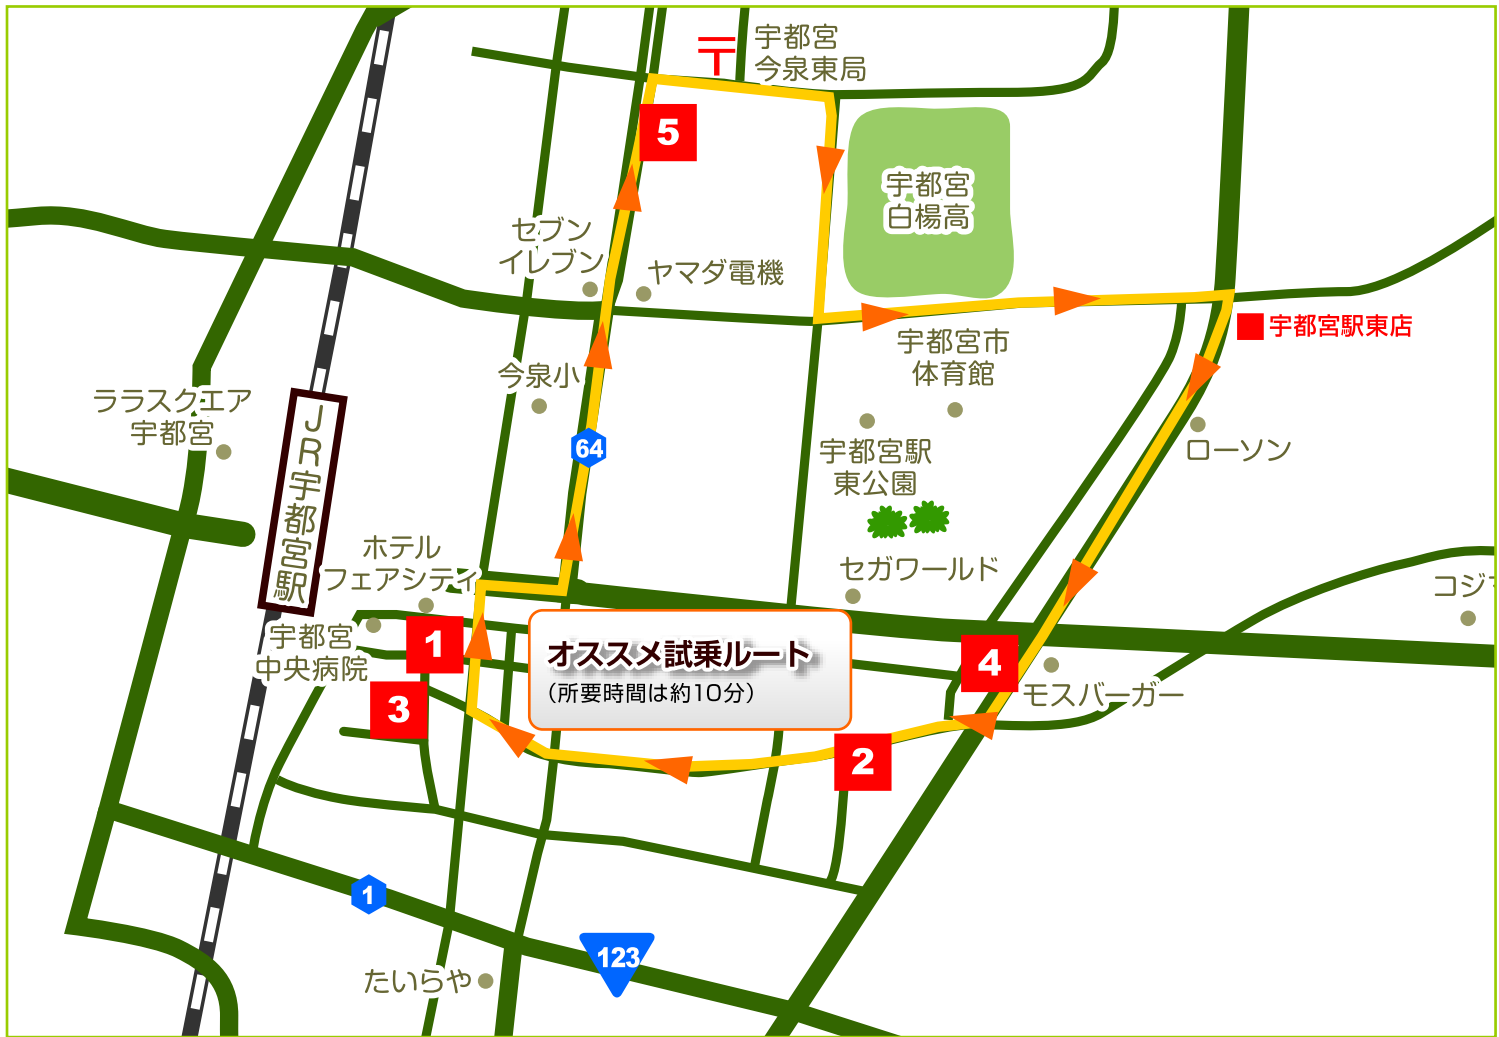 宇都宮
今泉東局
5
宇都宮
白楊高
セブン
イレブン
ヤマダ電機
宇都宮駅東店
宇都宮市
体育館
今泉小
ララスクエア
宇都宮
JR宇都宮駅
64
宇都宮駅
東公園
ローソン
ホテル
フェアシティ
セガワールド
コジマ
宇都宮
中央病院
1
オススメ試乗ルート
（所要時間は約10分）
4
モスバーガー
3
2
1
123
たいらや